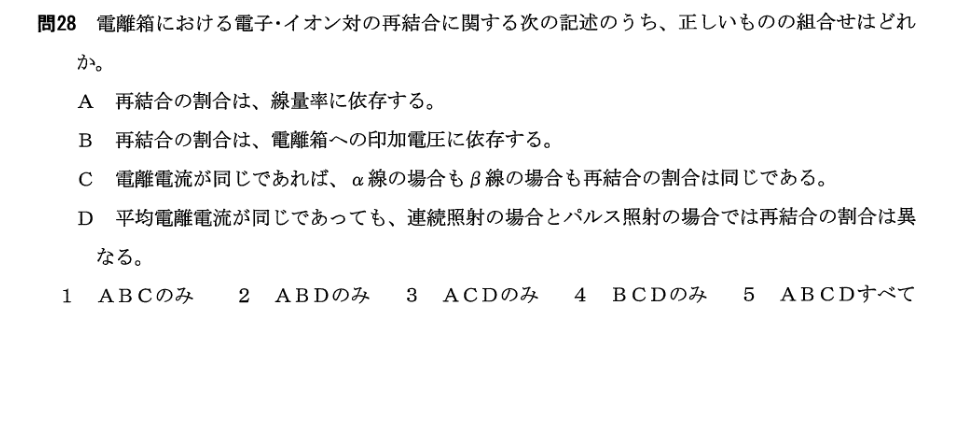 問28 電離箱における電子・イオン対の再結合に関する次の記述のうち、正しいものの組合せはどれ
か。
A 再結合の割合は、線量率に依存する。
B 再結合の割合は、電離箱への印加電圧に依存する。
C 電離電流が同じであれば、α線の場合もβ線の場合も再結合の割合は同じである。
D 平均電離電流が同じであっても、連続照射の場合とパルス照射の場合では再結合の割合は異
なる。
1 ABCのみ 2 ABDのみ 3 ACDのみ 4 BCDのみ 5 ABCDすべて